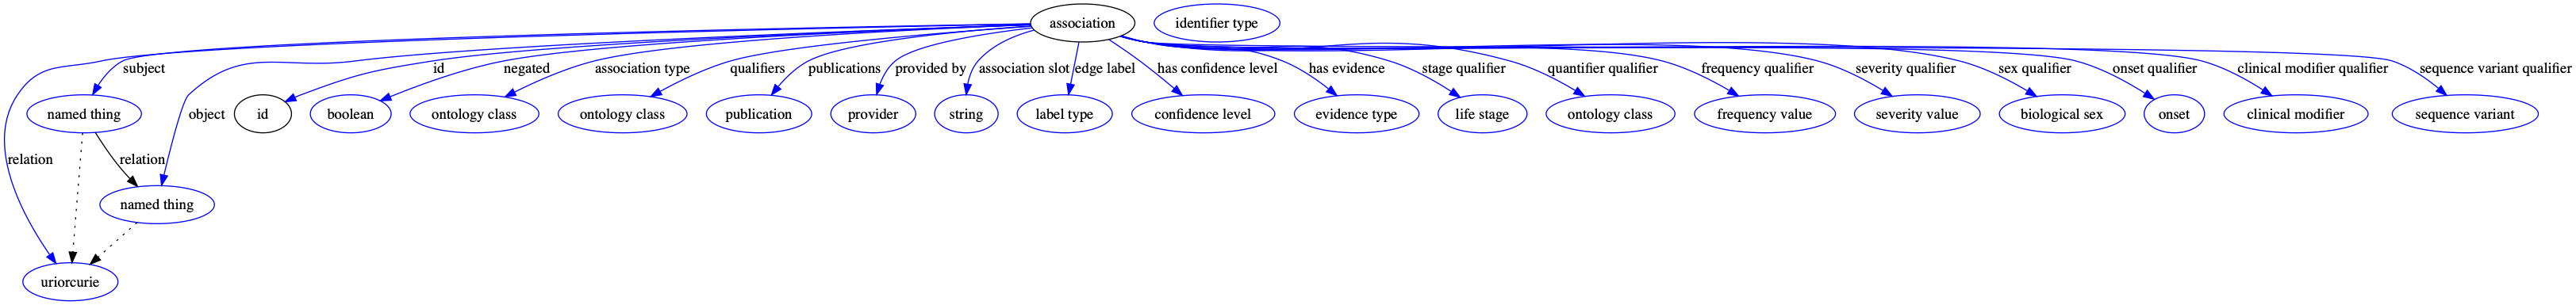 association
identifier type
subject
id
negated
association type
qualifiers
publications
provided by
association slot
edge label
has confidence level
has evidence
stage qualifier
quantifier qualifier
frequency qualifier
severity qualifier
sex qualifier
onset qualifier
clinical modifier qualifier
sequence variant qualifier
named thing
object
id
boolean
ontology class
ontology class
publication
provider
string
label type
confidence level
evidence type
life stage
ontology class
frequency value
severity value
biological sex
onset
clinical modifier
sequence variant
relation
relation
named thing
uriorcurie